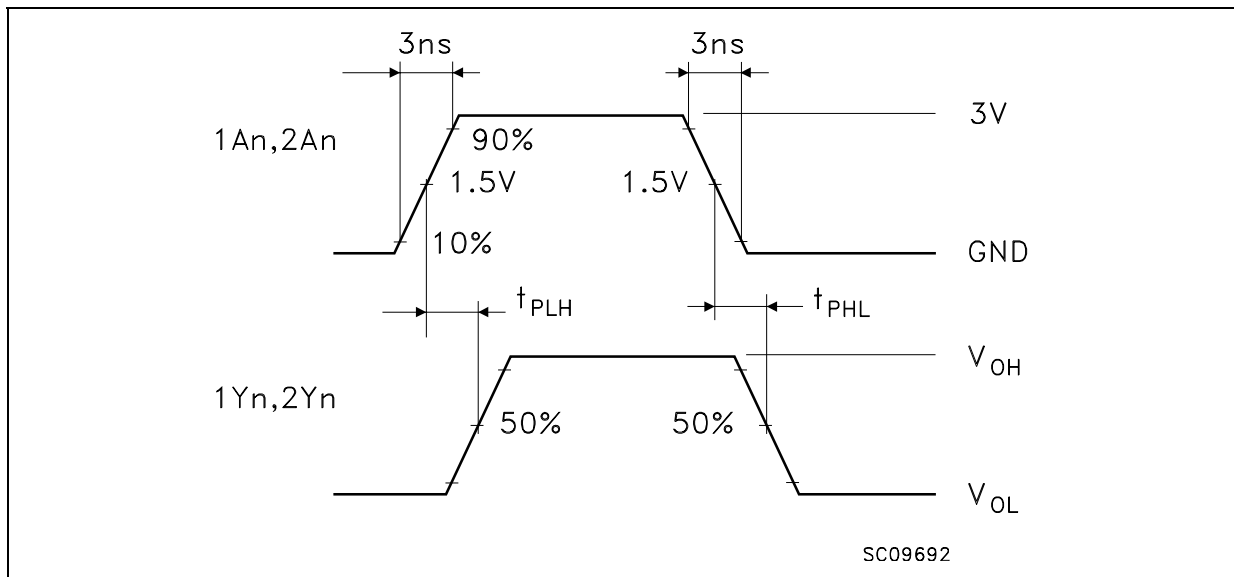 3ns 3ns
3V
1An,2An
90%
1.5V 1.5V
10%
GND
tPLH tPHL
VOH
1Yn,2Yn
50% 50%
VOL
SC09692